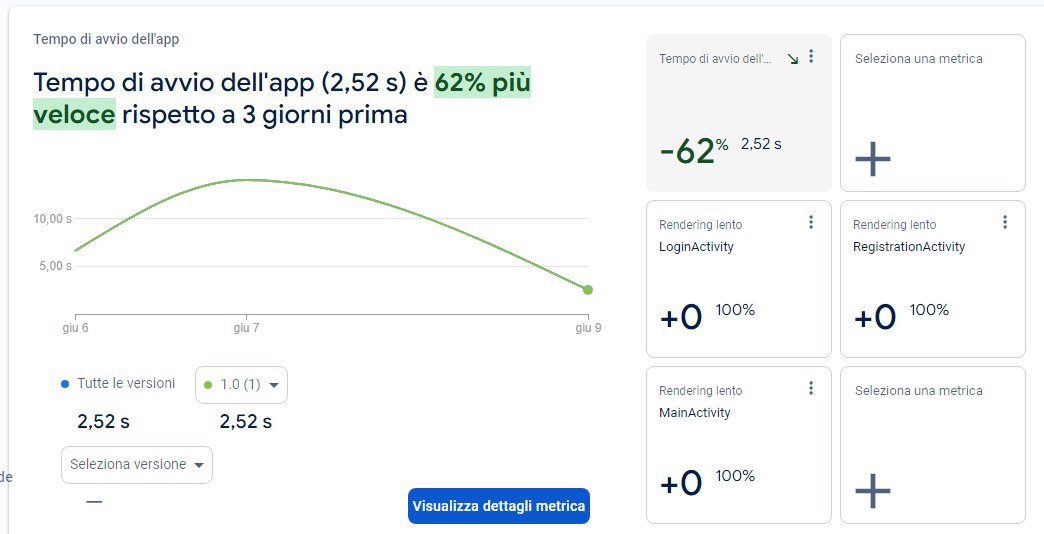 Tempo di avvio dell'app
Tempo di avvio dell'app (2,52 s) è 62% più
veloce rispetto a 3 giorni prima
10,00 s
5,00 s
giu 6
giu 7
giu 9
Tutte le versioni
1.0 (1)
2,52 s
2,52 s
Seleziona versione
—
de
Visualizza dettagli metrica
Tempo di avvio dell'...
-62% 2,52 s
Seleziona una metrica
Rendering lento
LoginActivity
+0 100%
Rendering lento
RegistrationActivity
+0 100%
Rendering lento
MainActivity
+0 100%
Seleziona una metrica